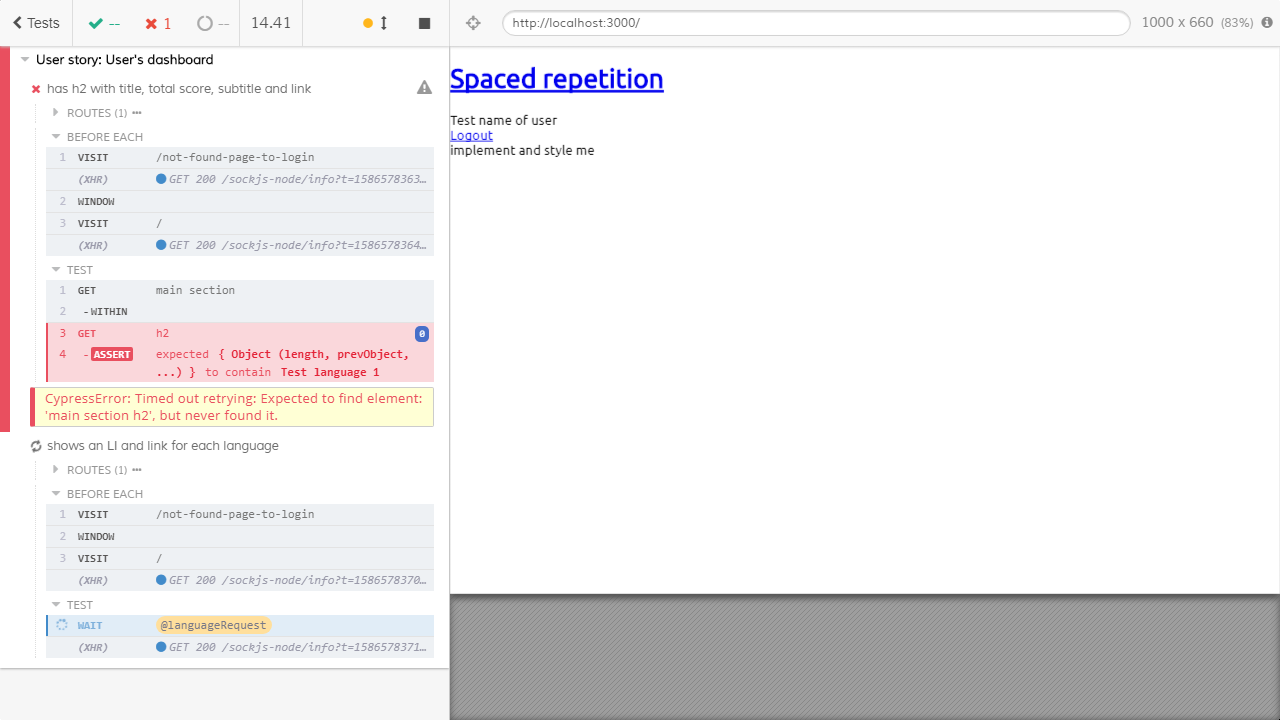 Tests
--
1
--
14.41
http://localhost:3000/
1000 x 660 (83%)
User story: User's dashboard
has h2 with title, total score, subtitle and link
ROUTES (1)
BEFORE EACH
1 VISIT /not-found-page-to-login
(XHR) GET 200 /sockjs-node/info?t=1586578363…
2 WINDOW
3 VISIT /
(XHR) GET 200 /sockjs-node/info?t=1586578364…
TEST
1 GET main section
2 -WITHIN
3 GET h2 0
4 -ASSERT expected { Object (length, prevObject,
...) } to contain Test language 1
CypressError: Timed out retrying: Expected to find element:
'main section h2', but never found it.
shows an LI and link for each language
ROUTES (1)
BEFORE EACH
1 VISIT /not-found-page-to-login
2 WINDOW
3 VISIT /
(XHR) GET 200 /sockjs-node/info?t=1586578370…
TEST
WAIT @languageRequest
(XHR) GET 200 /sockjs-node/info?t=1586578371…
Spaced repetition
Test name of user
Logout
implement and style me